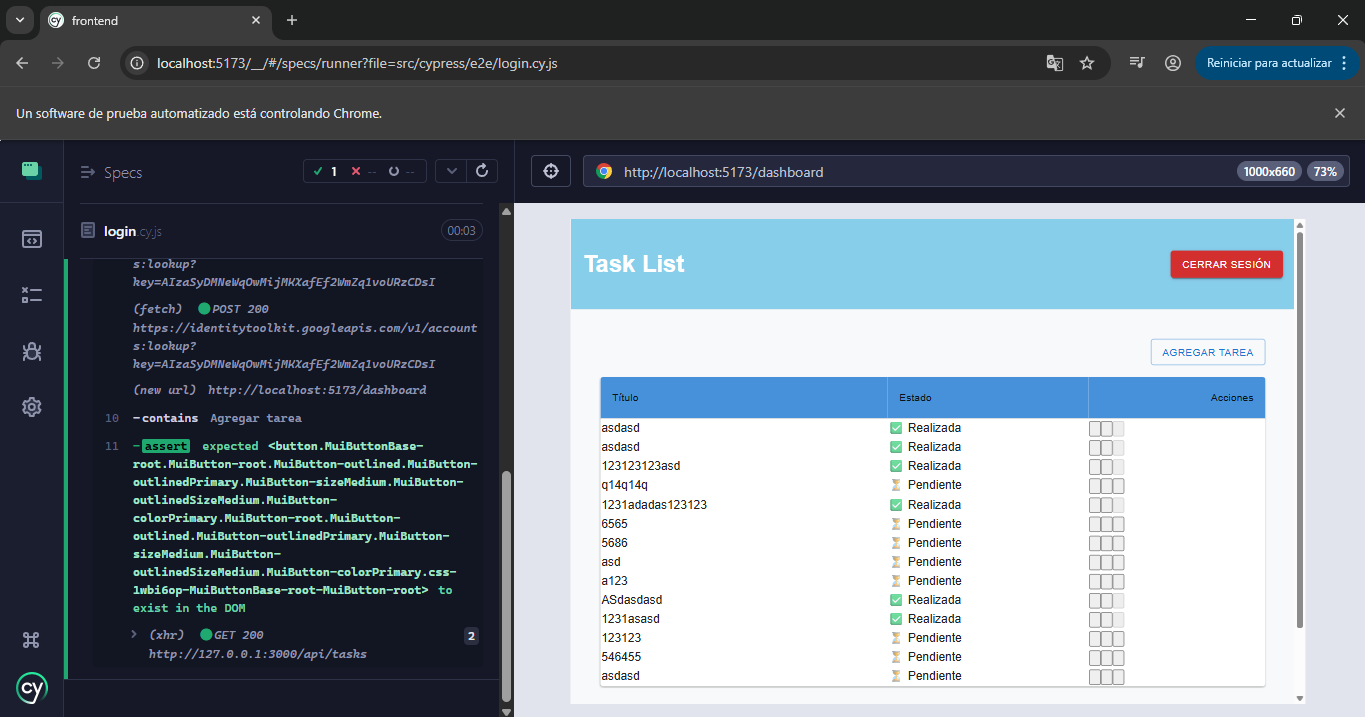 frontend
localhost:5173/__/#/specs/runner?file=src/cypress/e2e/login.cy.js
Reiniciar para actualizar
Un software de prueba automatizado está controlando Chrome.
Specs
1 -- --
http://localhost:5173/dashboard
1000x660
73%
login.cy.js
00:03
s:lookup?
key=AIzaSyDMNeWqOwMijMKXafEf2WmZq1voURzCDsI
(fetch) POST 200
https://identitytoolkit.googleapis.com/v1/account
s:lookup?
key=AIzaSyDMNeWqOwMijMKXafEf2WmZq1voURzCDsI
(new url) http://localhost:5173/dashboard
10 -contains Agregar tarea
11 -assert expected <button.MuiButtonBase-
root.MuiButton-root.MuiButton-outlined.MuiButton-
outlinedPrimary.MuiButton-sizeMedium.MuiButton-
outlinedSizeMedium.MuiButton-
colorPrimary.MuiButton-root.MuiButton-
outlined.MuiButton-outlinedPrimary.MuiButton-
sizeMedium.MuiButton-
outlinedSizeMedium.MuiButton-colorPrimary.css-
1wbi6op-MuiButtonBase-root-MuiButton-root> to
exist in the DOM
(xhr) GET 200
2
http://127.0.0.1:3000/api/tasks
cy
Task List
CERRAR SESIÓN
AGREGAR TAREA
Título Estado Acciones
asdasd Realizada
asdasd Realizada
123123123asd Realizada
q14q14q Pendiente
1231adadas123123 Realizada
6565 Pendiente
5686 Pendiente
asd Pendiente
a123 Pendiente
ASdasdasd Realizada
1231asasd Realizada
123123 Pendiente
546455 Pendiente
asdasd Pendiente